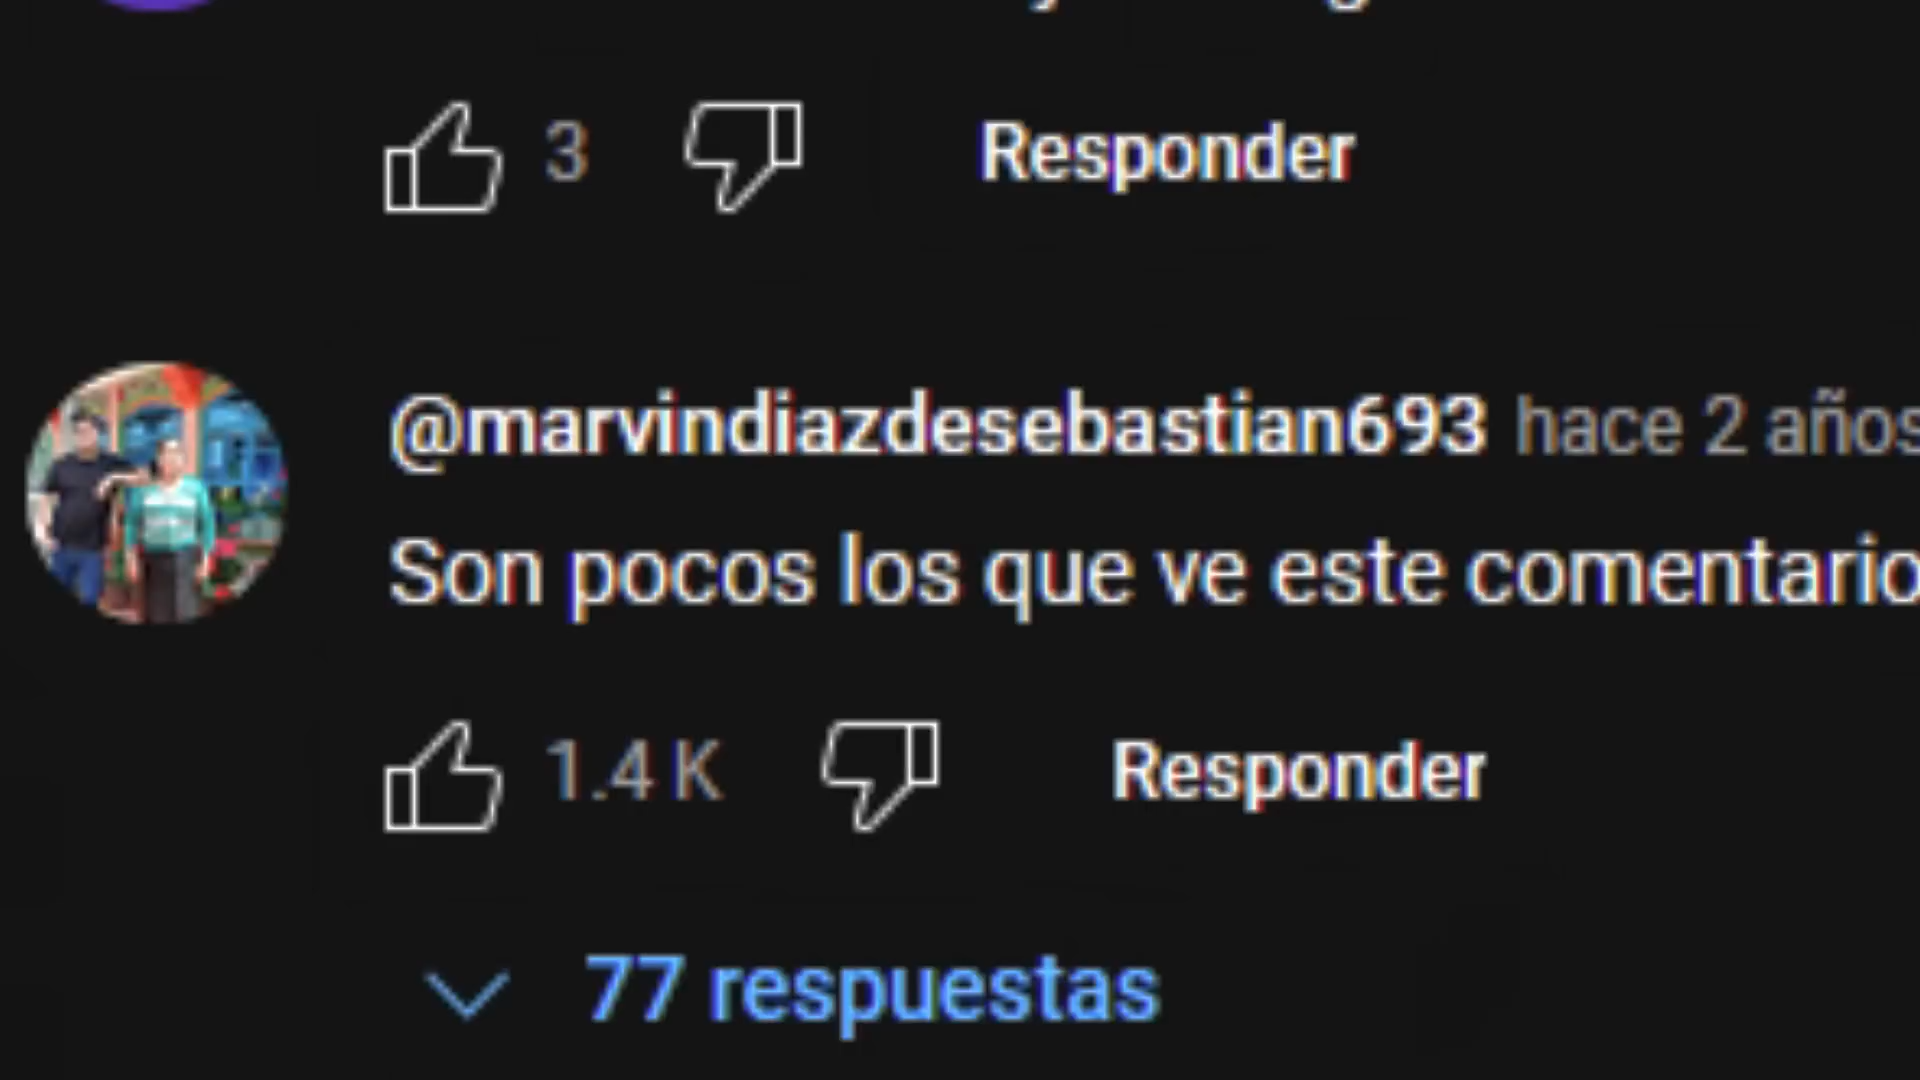 3 Responder
@marvindiazdesebastian693 hace 2 años
Son pocos los que ve este comentario
1.4 K Responder
77 respuestas